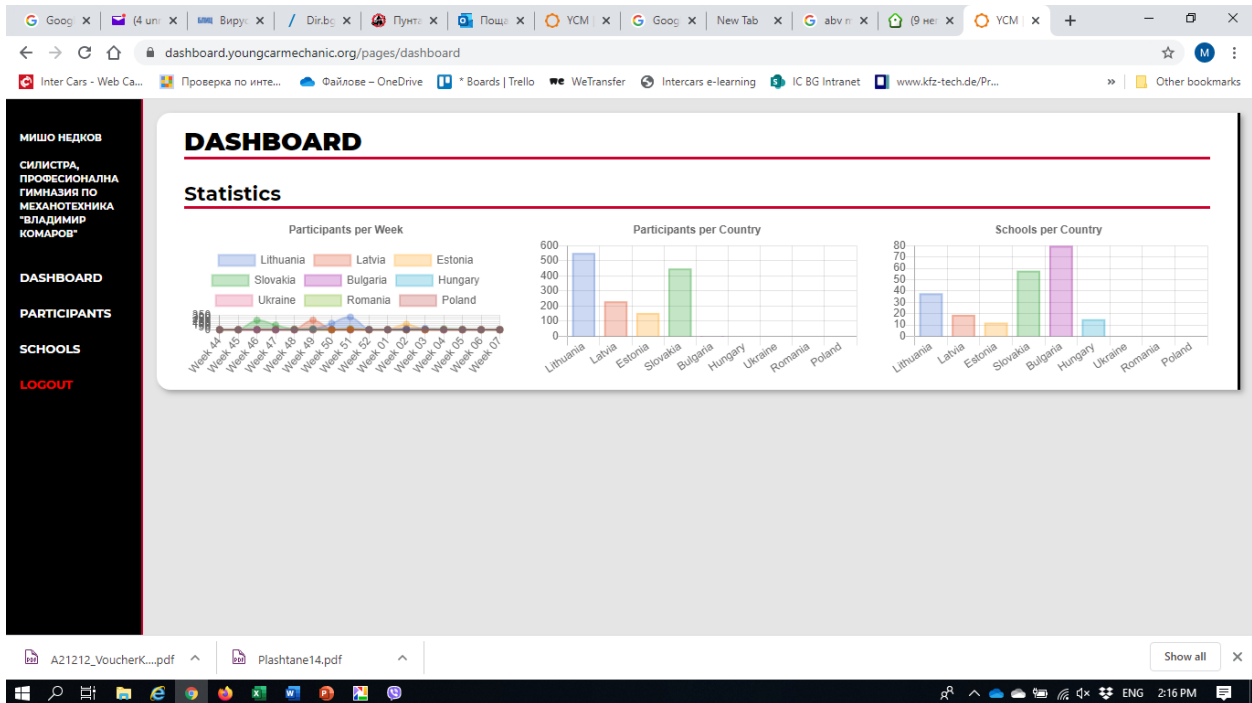 Goog
(4 unr
Вирус
Dir.bg
Пунта
Поща
YCM |
Goog
New Tab
abv m
(9 неп
YCM |
dashboard.youngcarmechanic.org/pages/dashboard
M
Inter Cars - Web Ca...
Проверка по инте...
Файлове – OneDrive
* Boards | Trello
WeTransfer
Intercars e-learning
IC BG Intranet
www.kfz-tech.de/Pr...
»
Other bookmarks
МИШО НЕДКОВ
СИЛИСТРА,
ПРОФЕСИОНАЛНА
ГИМНАЗИЯ ПО
МЕХАНОТЕХНИКА
"ВЛАДИМИР
КОМАРОВ"
DASHBOARD
PARTICIPANTS
SCHOOLS
LOGOUT
DASHBOARD
Statistics
Participants per Week
Lithuania
Latvia
Estonia
Slovakia
Bulgaria
Hungary
Ukraine
Romania
Poland
Week 44
Week 45
Week 46
Week 47
Week 48
Week 49
Week 50
Week 51
Week 52
Week 01
Week 02
Week 03
Week 04
Week 05
Week 06
Week 07
Participants per Country
600
500
400
300
200
100
0
Lithuania
Latvia
Estonia
Slovakia
Bulgaria
Hungary
Ukraine
Romania
Poland
Schools per Country
80
70
60
50
40
30
20
10
0
Lithuania
Latvia
Estonia
Slovakia
Bulgaria
Hungary
Ukraine
Romania
Poland
A21212_VoucherK....pdf
Plashtane14.pdf
Show all
ENG
2:16 PM